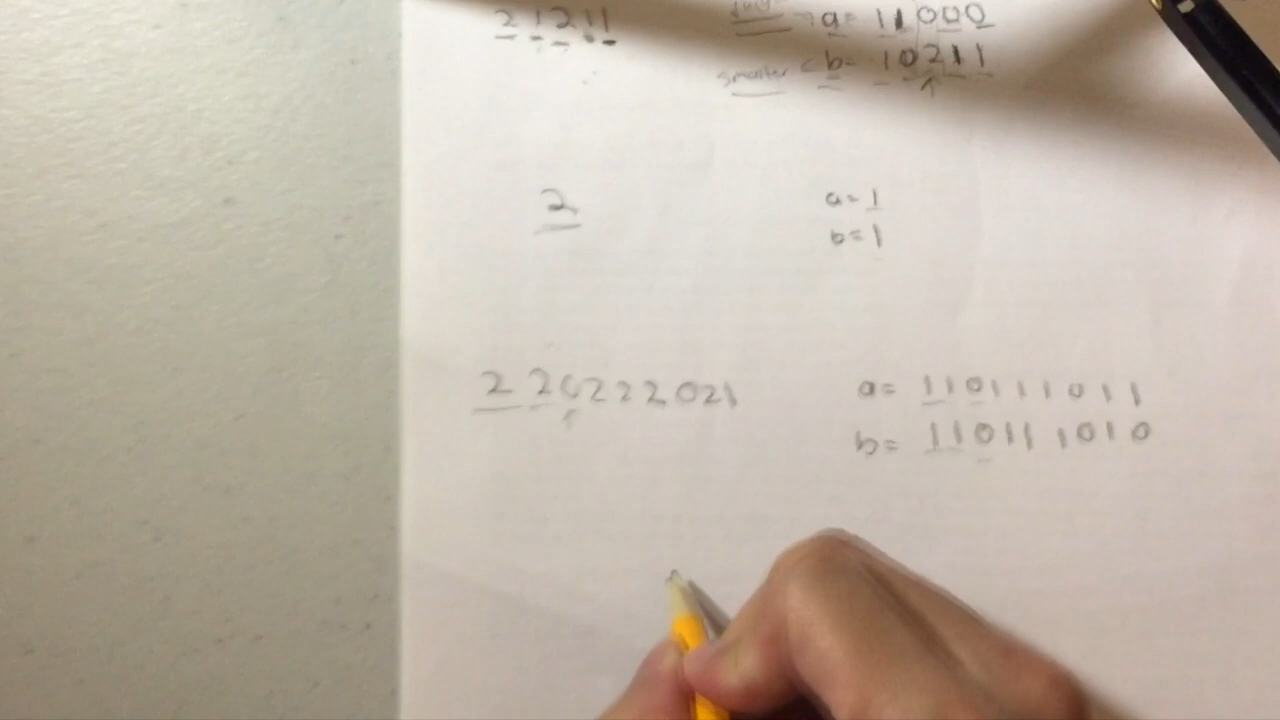 21211 a= 11000
smaller < b= 10211
2 a=1
b=1
220222021 a= 110111011
b= 110111010